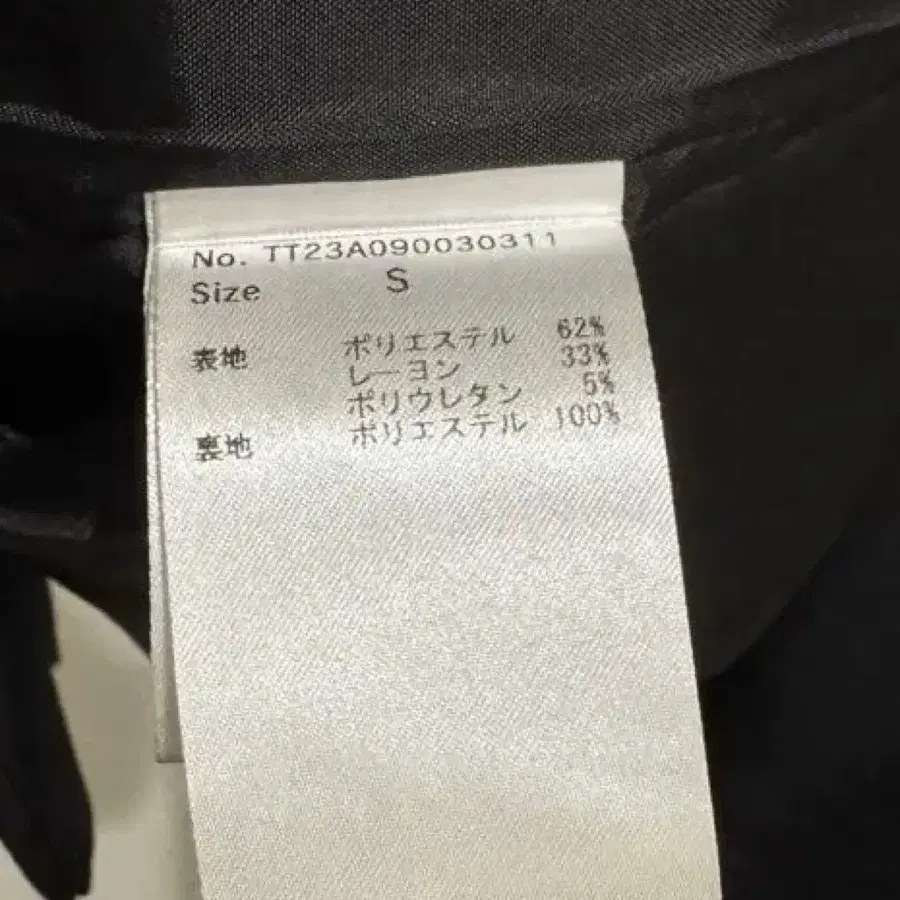 No. TT23A090030311
Size S
表地 ポリエステル 62%
レーヨン 33%
ポリウレタン 5%
裏地 ポリエステル 100%